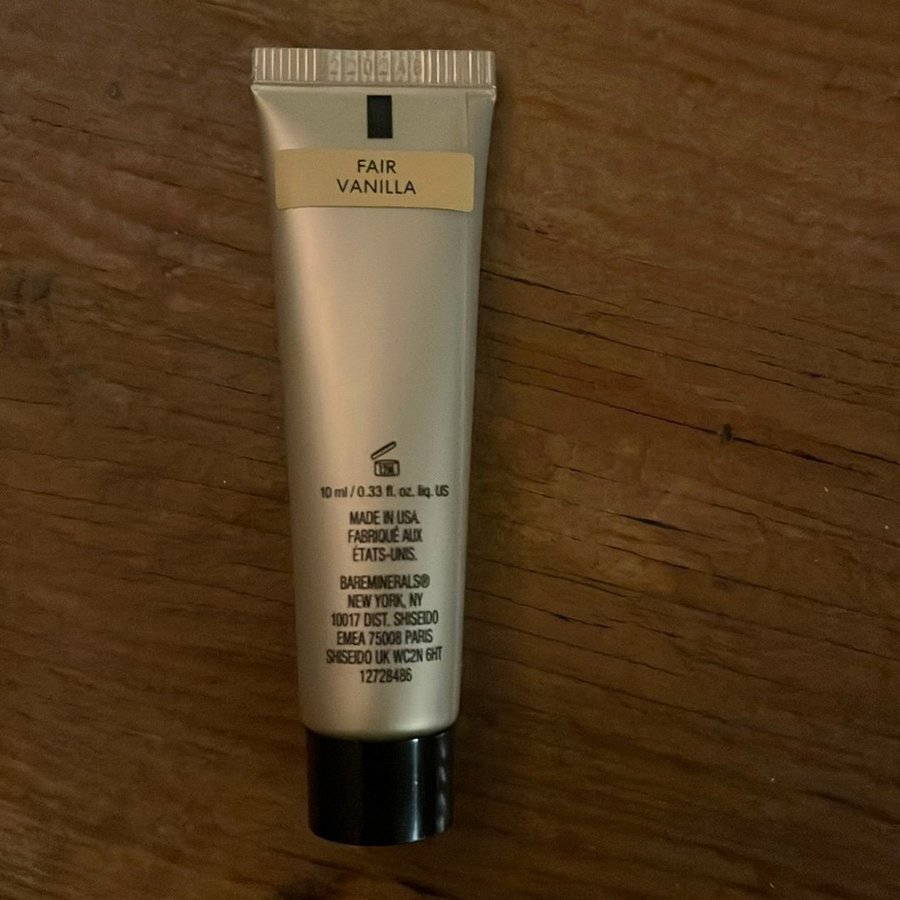 FAIR
VANILLA
12M
10 ml / 0.33 fl. oz. liq. US
MADE IN USA.
FABRIQUÉ AUX
ÉTATS-UNIS.
BAREMINERALS®
NEW YORK, NY
10017 DIST. SHISEIDO
EMEA 75008 PARIS
SHISEIDO UK WC2N 6HT
12728486